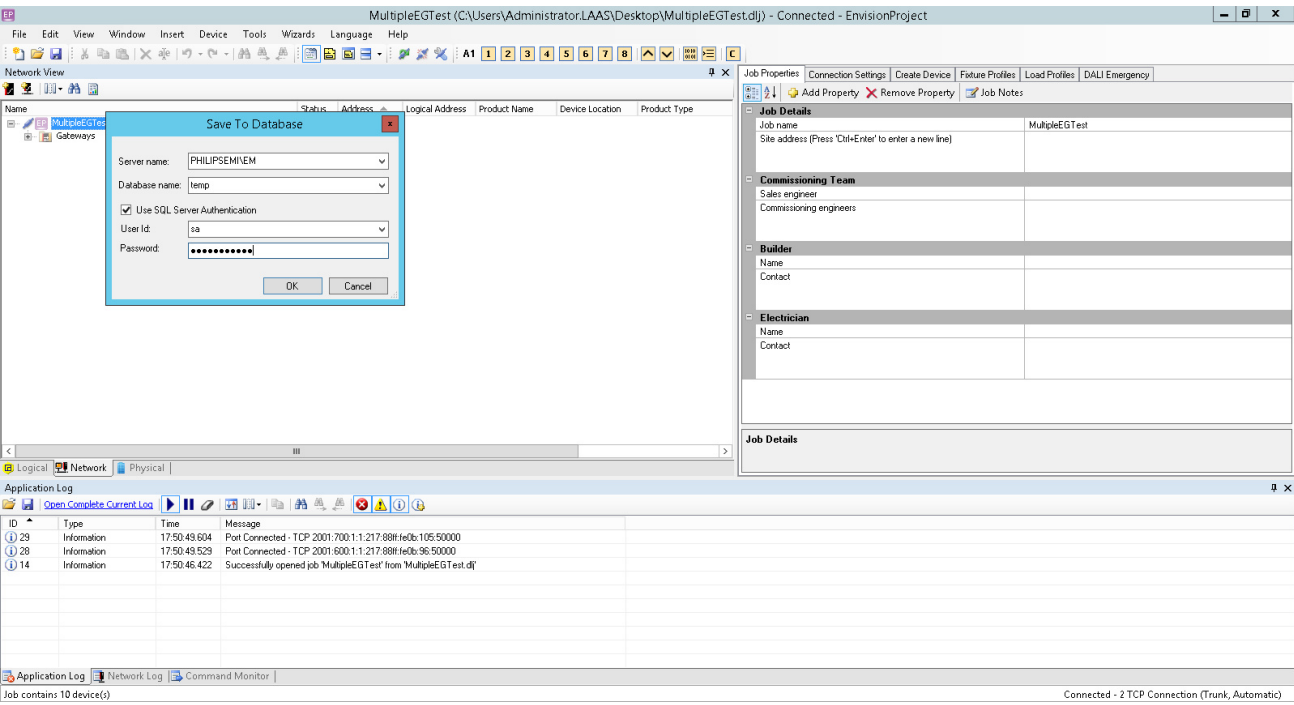 EP MultipleEGTest (C:\Users\Administrator.LAAS\Desktop\MultipleEGTest.dlj) - Connected - EnvisionProject
File Edit View Window Insert Device Tools Wizards Language Help
A1 1 2 3 4 5 6 7 8
Network View
Name Status Address Logical Address Product Name Device Location Product Type
EP MultipleEGTes
Gateways
Save To Database
Server name: PHILIPSEMI\EM
Database name: temp
Use SQL Server Authentication
User Id: sa
Password: •••••••••••
OK Cancel
Logical Network Physical
Job Properties Connection Settings Create Device Fixture Profiles Load Profiles DALI Emergency
Add Property Remove Property Job Notes
Job Details
Job name MultipleEGTest
Site address (Press 'Ctrl+Enter' to enter a new line)
Commissioning Team
Sales engineer
Commissioning engineers
Builder
Name
Contact
Electrician
Name
Contact
Job Details
Application Log
Open Complete Current Log
ID Type Time Message
29 Information 17:50:49.604 Port Connected - TCP 2001:700:1:1:217:88ff:fe0b:105:50000
28 Information 17:50:49.529 Port Connected - TCP 2001:600:1:1:217:88ff:fe0b:96:50000
14 Information 17:50:46.422 Successfully opened job 'MultipleEGTest' from 'MultipleEGTest.dlj'
Application Log Network Log Command Monitor
Job contains 10 device(s) Connected - 2 TCP Connection (Trunk, Automatic)